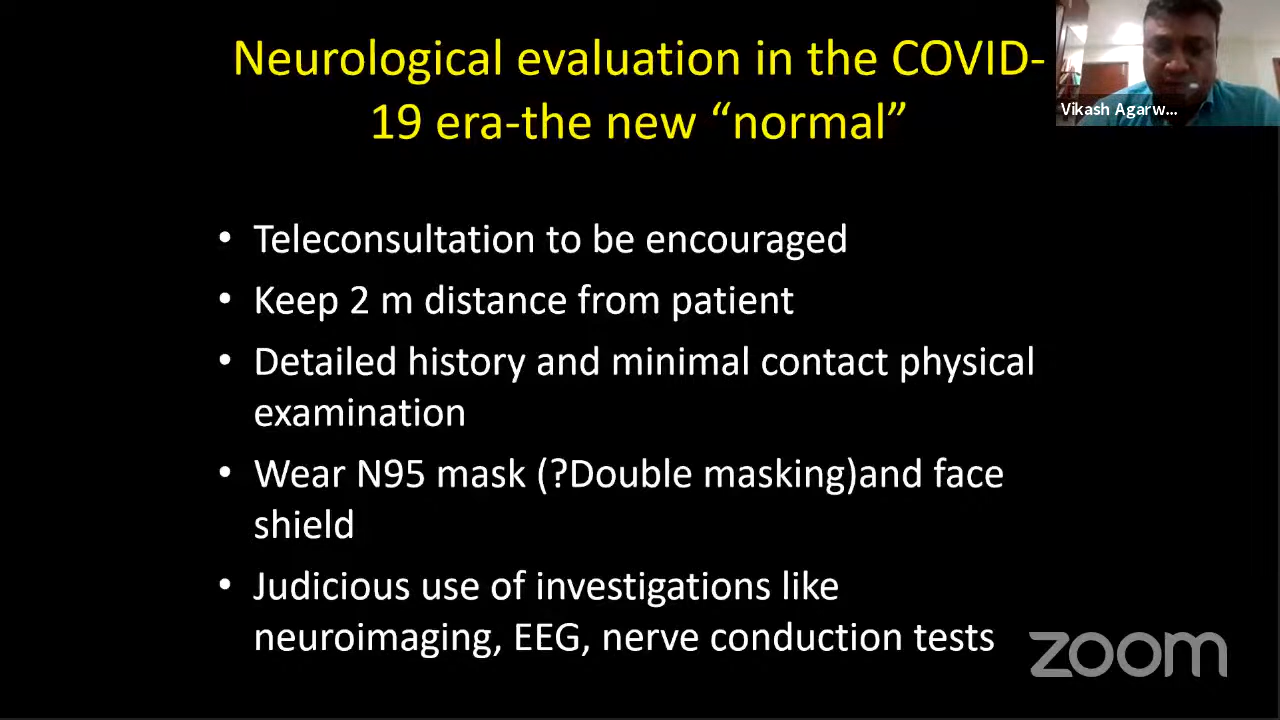 Neurological evaluation in the COVID-
19 era-the new “normal”
Vikash Agarw...
• Teleconsultation to be encouraged
• Keep 2 m distance from patient
• Detailed history and minimal contact physical
examination
• Wear N95 mask (?Double masking)and face
shield
• Judicious use of investigations like
neuroimaging, EEG, nerve conduction tests
zoom